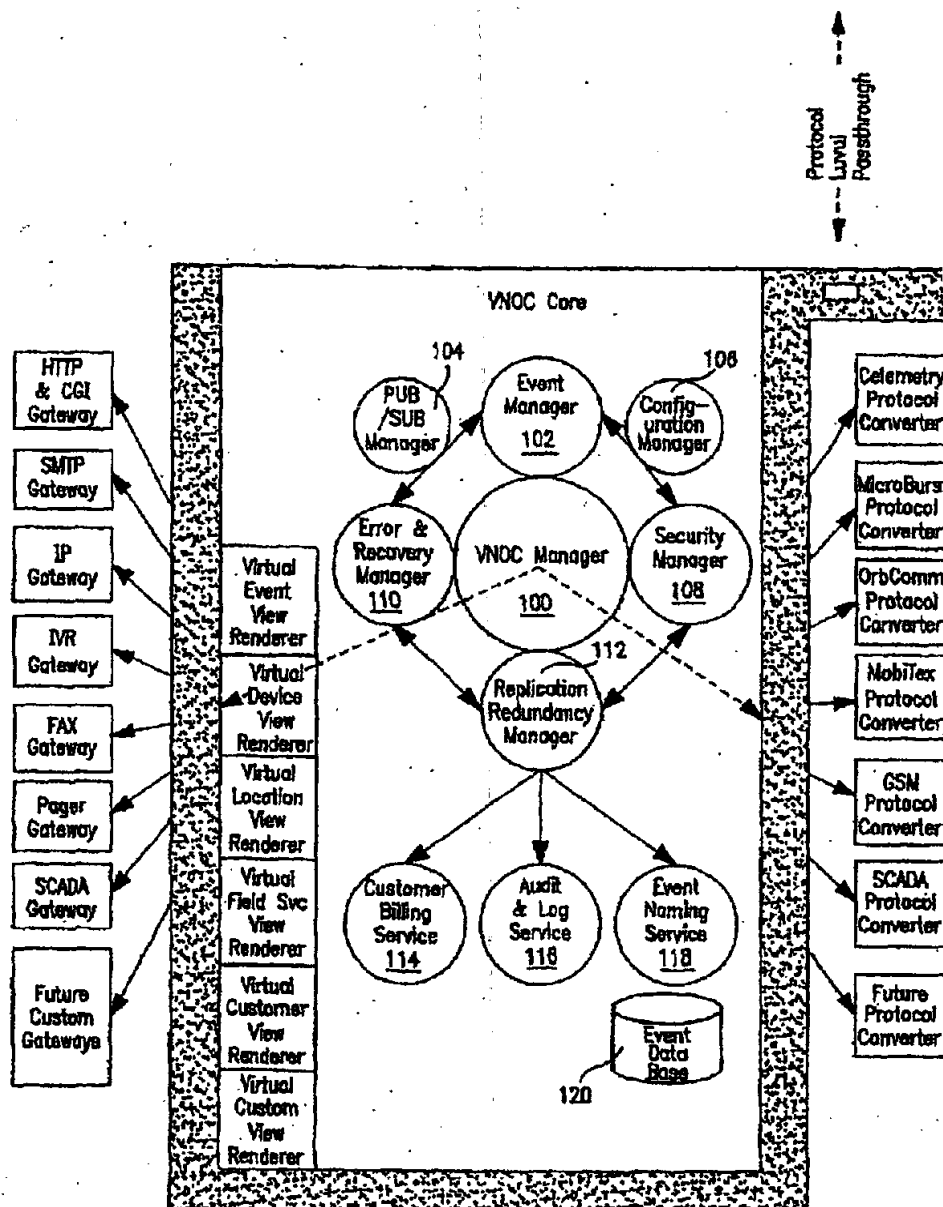 Protocol
Luvul
Passthrough
VNOC Core
HTTP
& CGI
Gateway
SMTP
Gateway
IP
Gateway
IVR
Gateway
FAX
Gateway
Pager
Gateway
SCADA
Gateway
Future
Custom
Gateways
Virtual
Event
View
Renderer
Virtual
Device
View
Renderer
Virtual
Location
View
Renderer
Virtual
Field Svc
View
Renderer
Virtual
Customer
View
Renderer
Virtual
Custom
View
Renderer
104
PUB
/SUB
Manager
Event
Manager
102
106
Config-
uration
Manager
Error &
Recovery
Manager
110
VNOC Manager
100
Security
Manager
108
112
Replication
Redundancy
Manager
Customer
Billing
Service
114
Audit
& Log
Service
116
Event
Naming
Service
118
Event
Data
Base
120
Celemetry
Protocol
Converter
MicroBurst
Protocol
Converter
OrbComm
Protocol
Converter
MobiTex
Protocol
Converter
GSM
Protocol
Converter
SCADA
Protocol
Converter
Future
Protocol
Converter